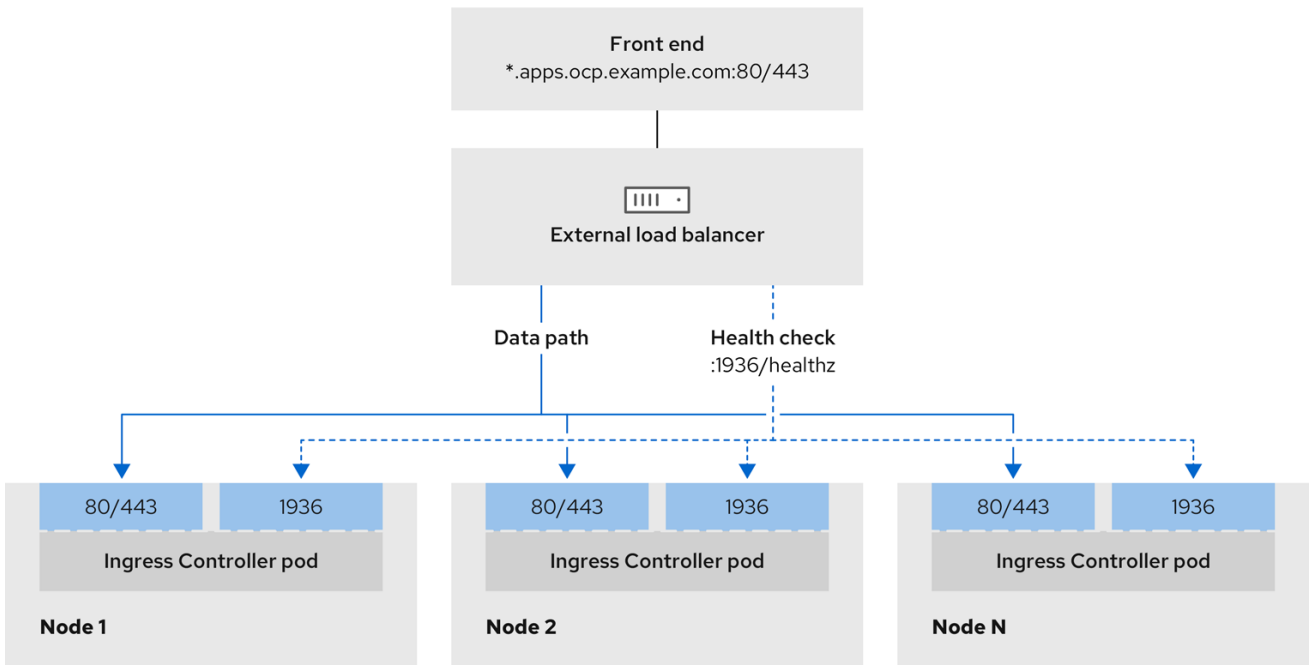 Front end
*.apps.ocp.example.com:80/443
External load balancer
Data path
Health check
:1936/healthz
80/443
1936
80/443
1936
80/443
1936
Ingress Controller pod
Ingress Controller pod
Ingress Controller pod
Node 1
Node 2
Node N